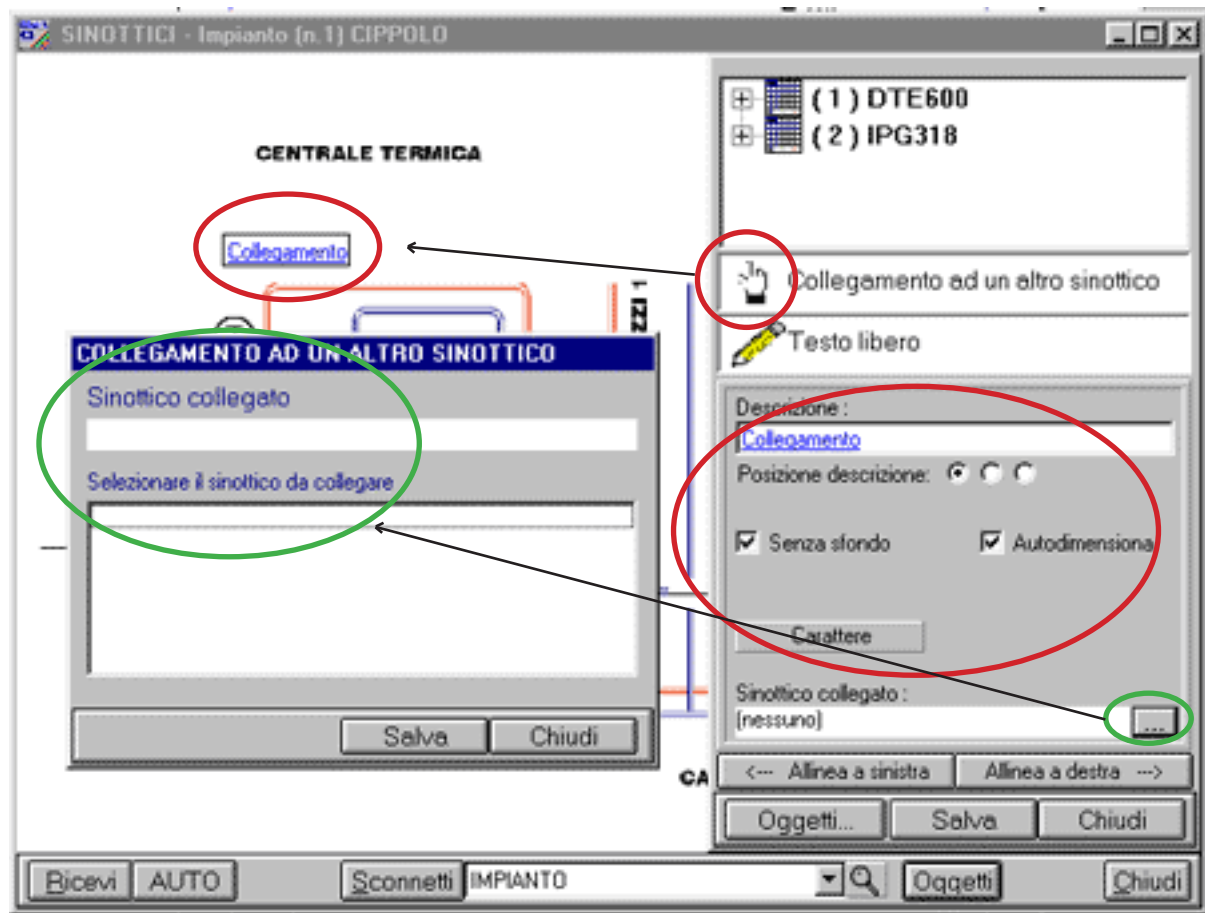 SINOTTICI - Impianto (n.1) CIPPOLO
CENTRALE TERMICA
Collegamento
ZZI 1
COLLEGAMENTO AD UN ALTRO SINOTTICO
Sinottico collegato
Selezionare il sinottico da collegare
Salva
Chiudi
CA
( 1 ) DTE600
( 2 ) IPG318
Collegamento ad un altro sinottico
Testo libero
Descrizione :
Collegamento
Posizione descrizione:
Senza sfondo
Autodimensiona
Carattere
Sinottico collegato :
(nessuno)
...
<--- Allinea a sinistra
Allinea a destra --->
Oggetti...
Salva
Chiudi
Ricevi
AUTO
Sconnetti
IMPIANTO
Oggetti
Chiudi